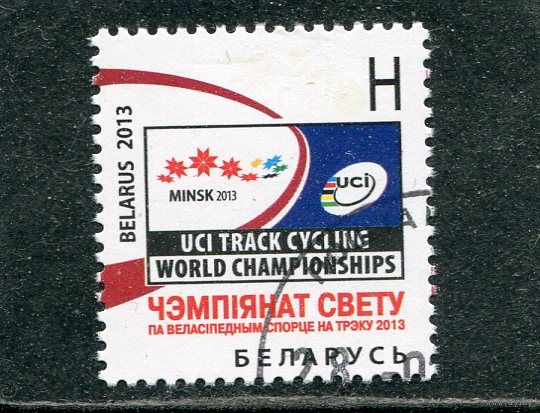 H
BELARUS 2013
MINSK 2013
UCI
UCI TRACK CYCLING
WORLD CHAMPIONSHIPS
ЧЭМПІЯНАТ СВЕТУ
ПА ВЕЛАСІПЕДНЫМ СПОРЦЕ НА ТРЭКУ 2013
БЕЛАРУСЬ
28